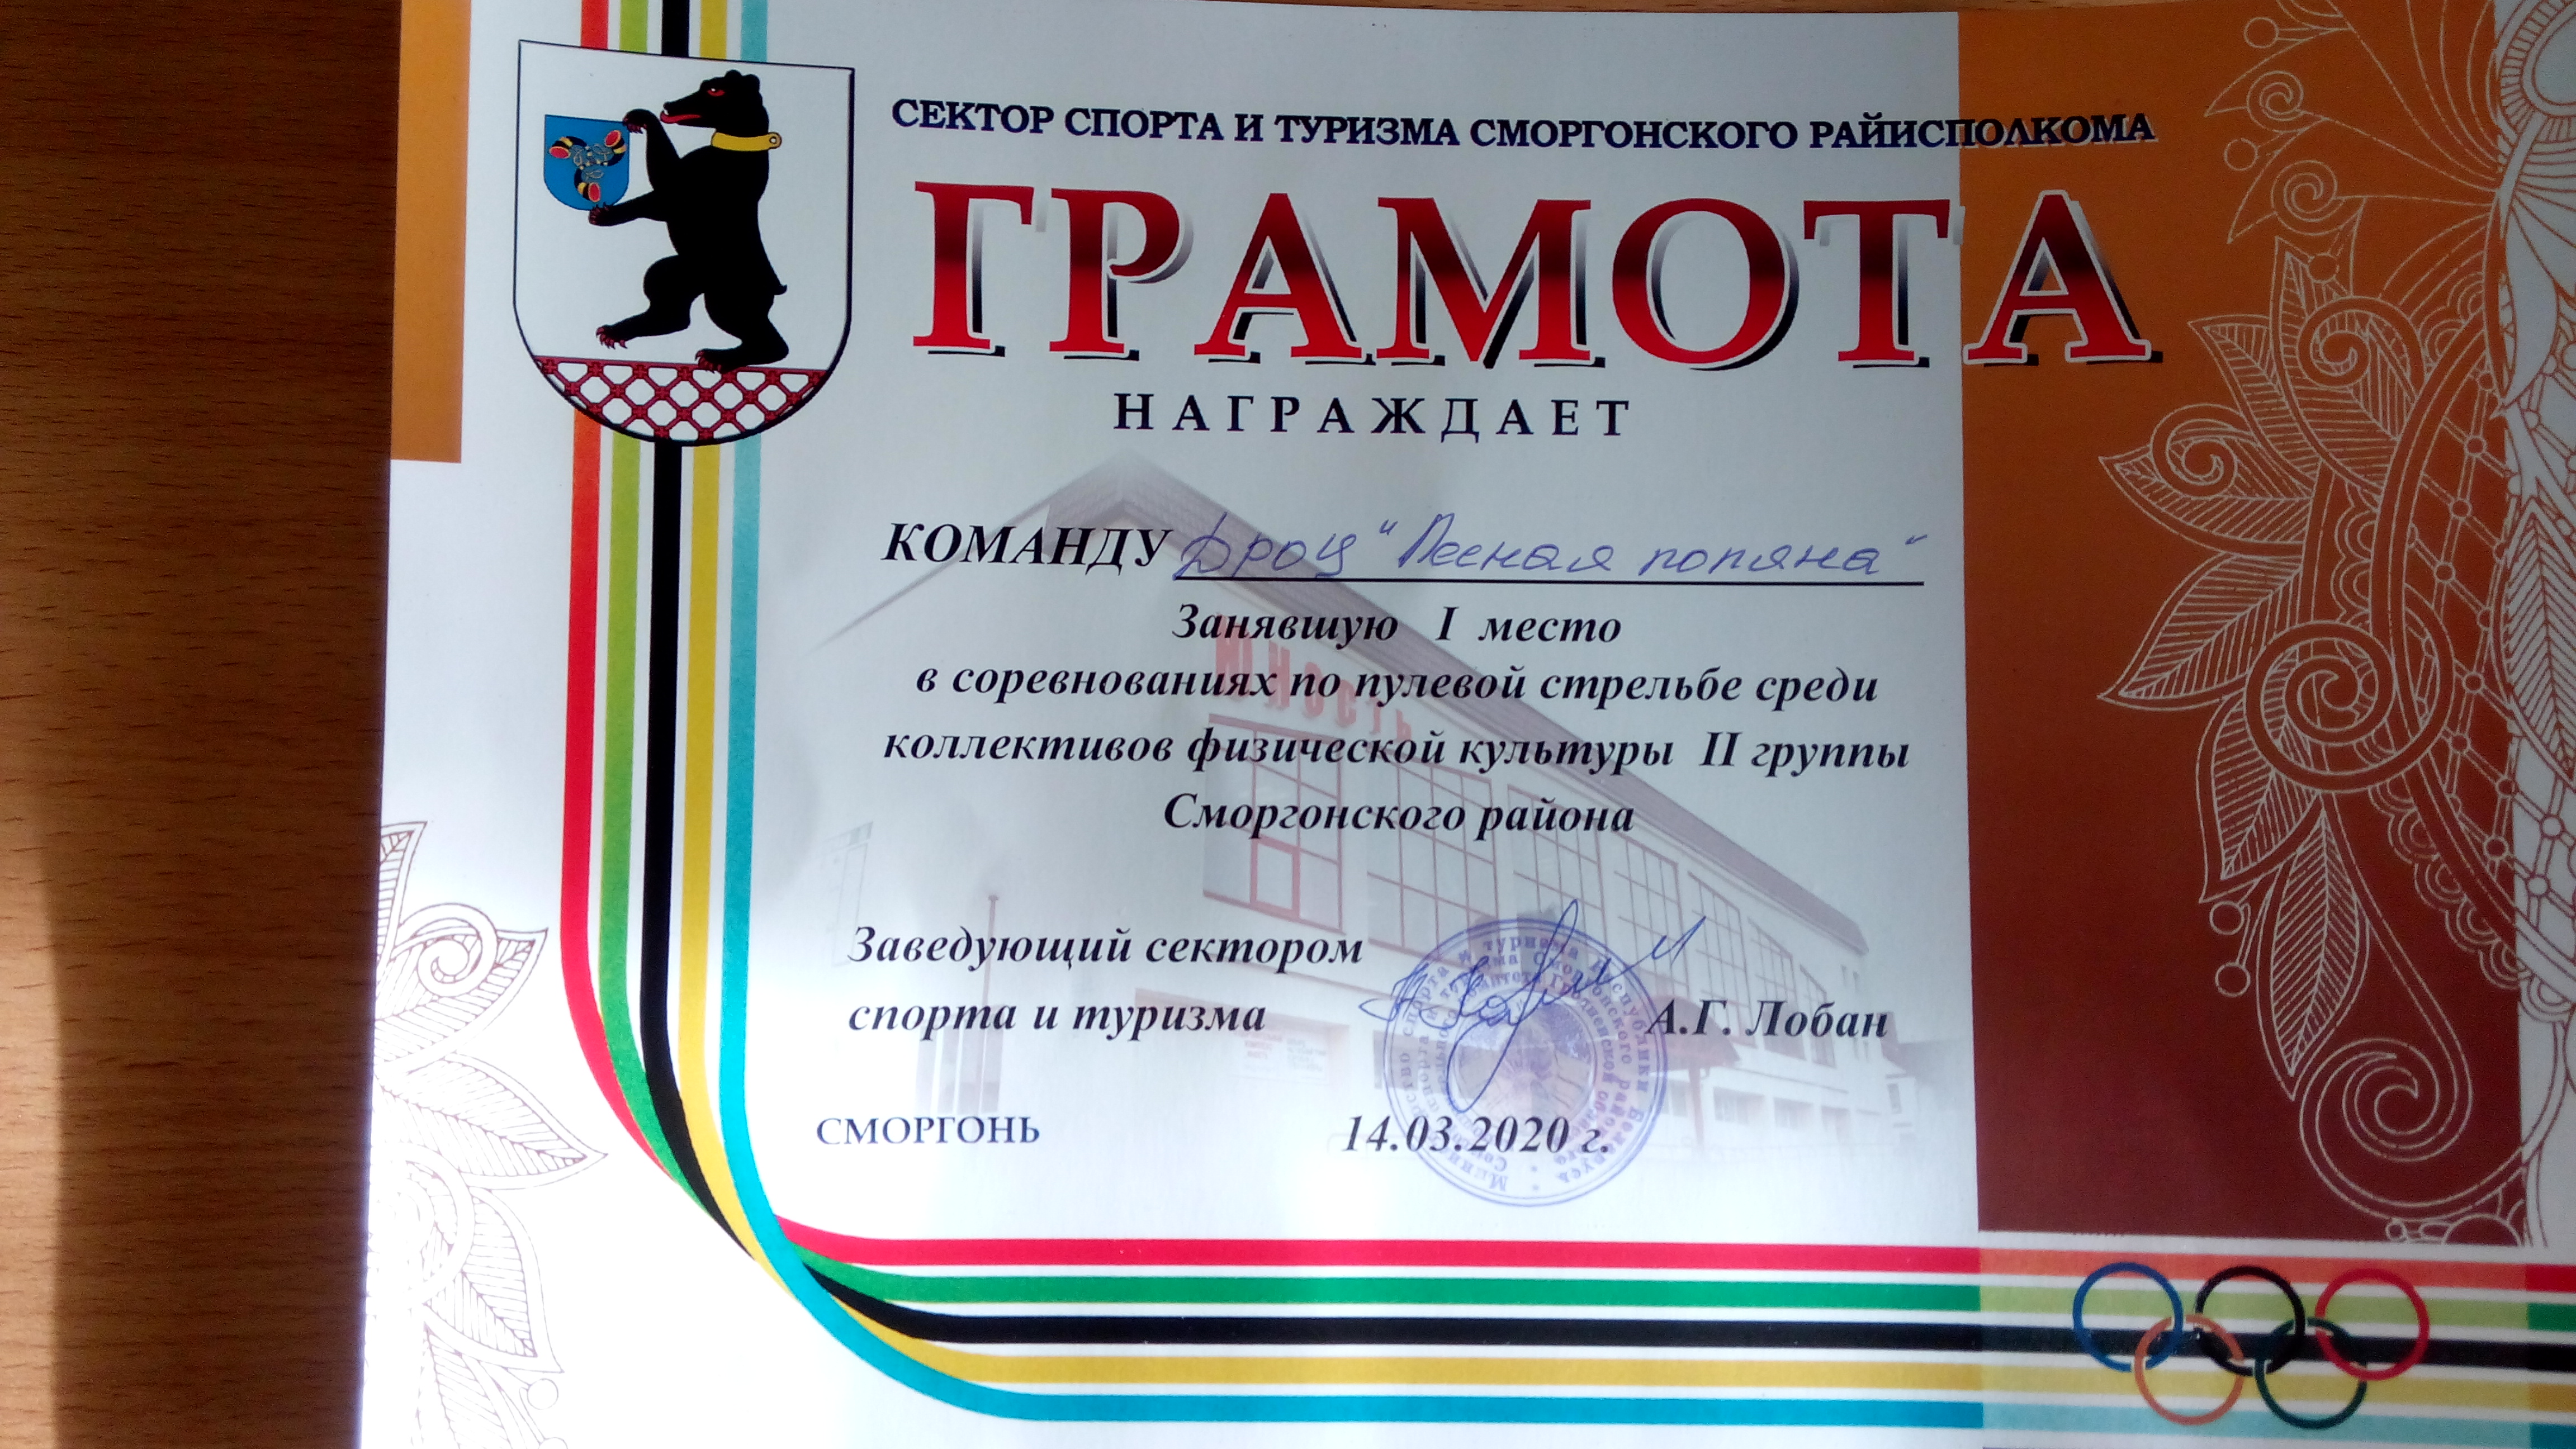 СЕКТОР СПОРТА И ТУРИЗМА СМОРГОНСКОГО РАЙИСПОЛКОМА
ГРАМОТА
НАГРАЖДАЕТ
КОМАНДУ ДРОЦ "Лесная поляна"
Занявшую I место
в соревнованиях по пулевой стрельбе среди
коллективов физической культуры II группы
Сморгонского района
Заведующий сектором
спорта и туризма А.Г. Лобан
СМОРГОНЬ 14.03.2020 г.